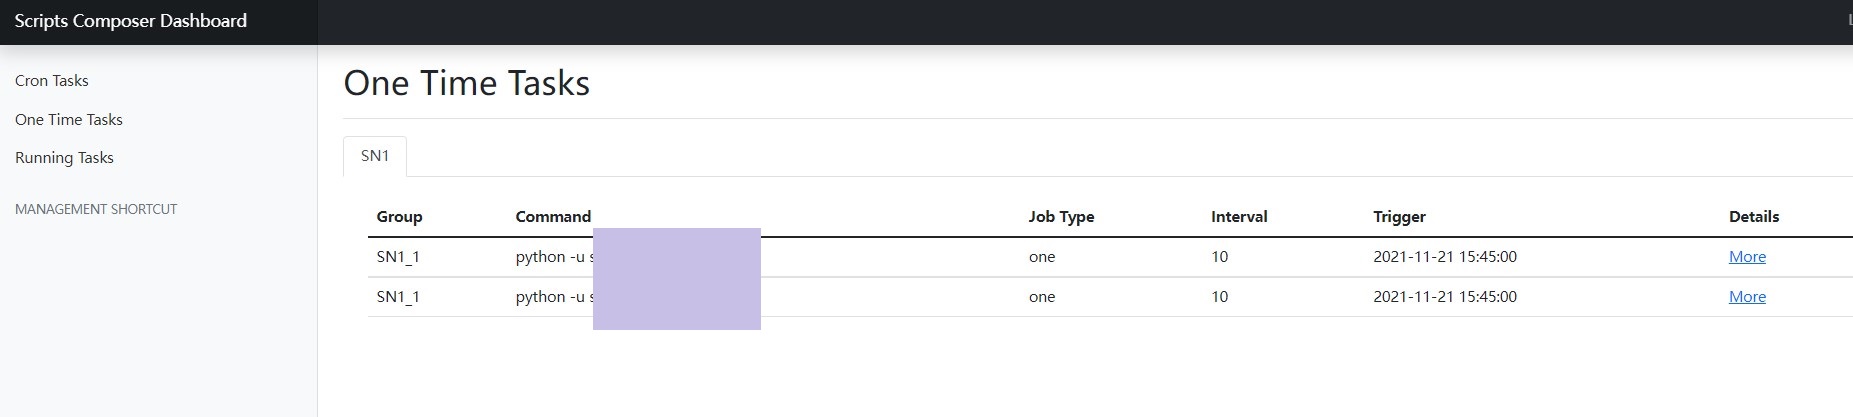 Scripts Composer Dashboard
Cron Tasks
One Time Tasks
Running Tasks
MANAGEMENT SHORTCUT
One Time Tasks
SN1
Group Command Job Type Interval Trigger Details
SN1_1 python -u one 10 2021-11-21 15:45:00 More
SN1_1 python -u one 10 2021-11-21 15:45:00 More